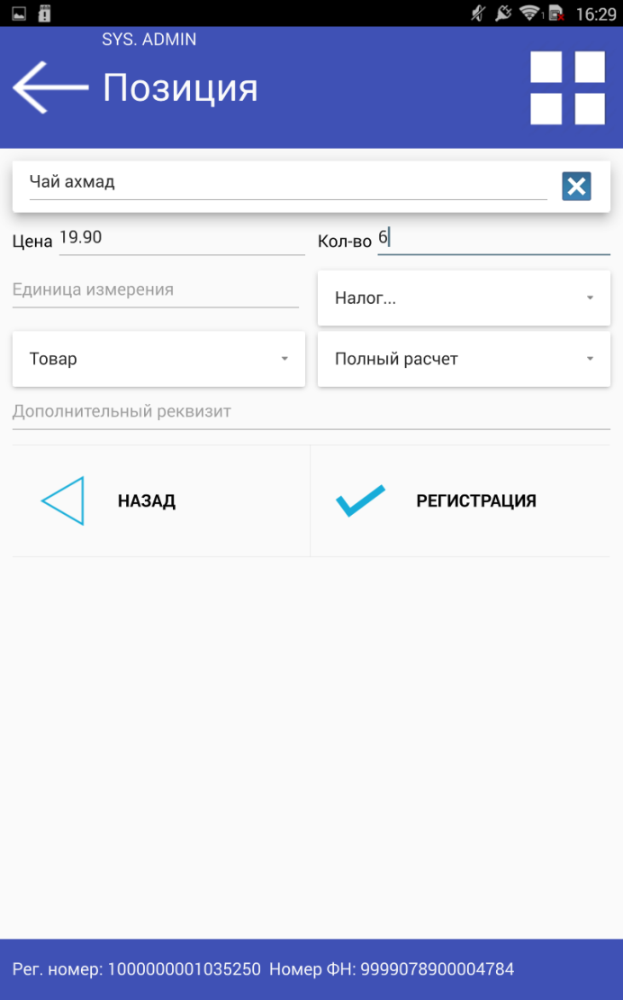 16:29
SYS. ADMIN
Позиция
Чай ахмад
Цена 19.90 Кол-во 6
Единица измерения Налог...
Товар Полный расчет
Дополнительный реквизит
НАЗАД РЕГИСТРАЦИЯ
Рег. номер: 1000000001035250 Номер ФН: 9999078900004784